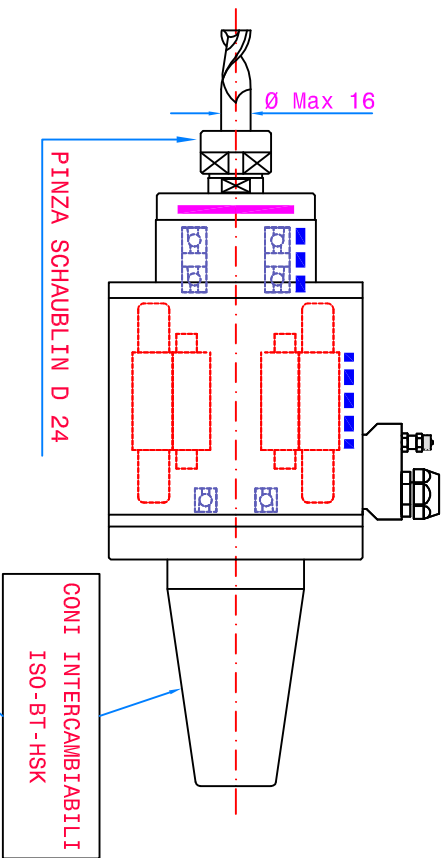 Ø Max 16
PINZA SCHAUBLIN D 24
CONI INTERCAMBIABILI
ISO-BT-HSK